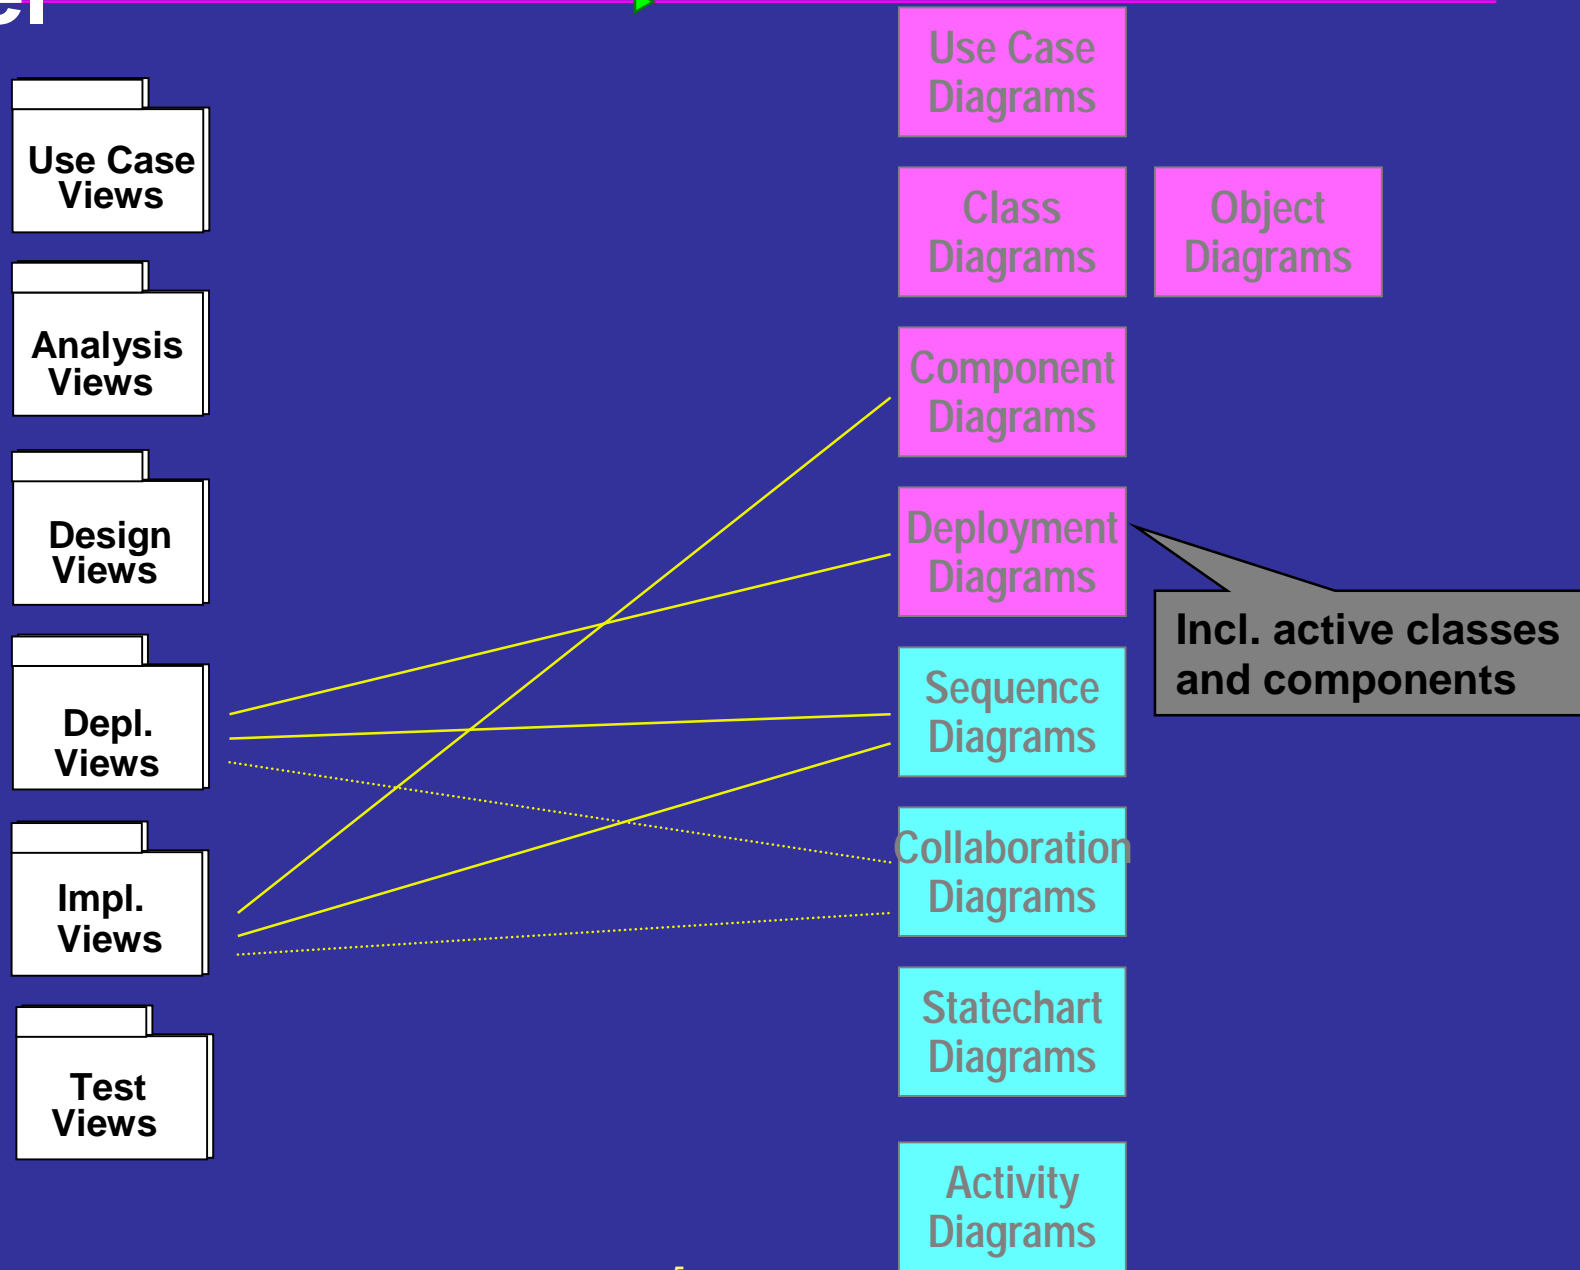 Use Case
Views
Analysis
Views
Design
Views
Depl.
Views
Impl.
Views
Test
Views
Use Case
Diagrams
Class
Diagrams
Object
Diagrams
Component
Diagrams
Deployment
Diagrams
Incl. active classes
and components
Sequence
Diagrams
Collaboration
Diagrams
Statechart
Diagrams
Activity
Diagrams